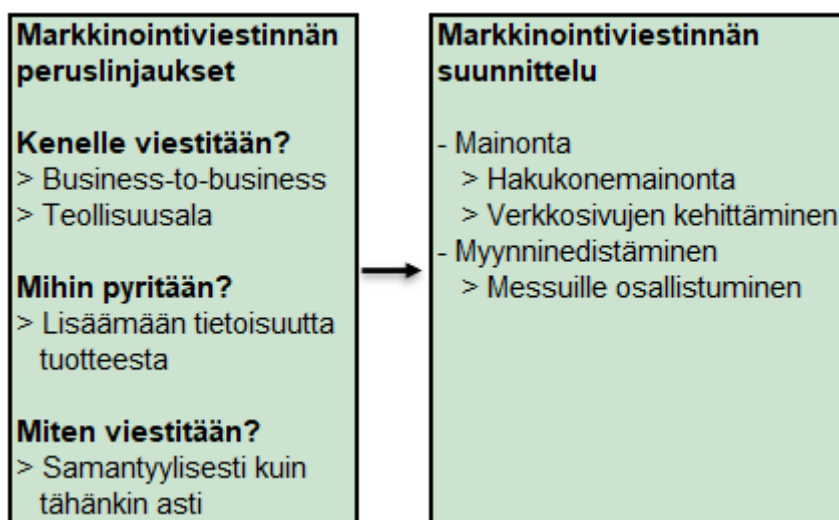 Markkinointiviestinnän
peruslinjaukset
Kenelle viestitään?
> Business-to-business
> Teollisuusala
Mihin pyritään?
> Lisäämään tietoisuutta
tuotteesta
Miten viestitään?
> Samantyylisesti kuin
tähänkin asti
Markkinointiviestinnän
suunnittelu
- Mainonta
> Hakukonemainonta
> Verkkosivujen kehittäminen
- Myynninedistäminen
> Messuille osallistuminen